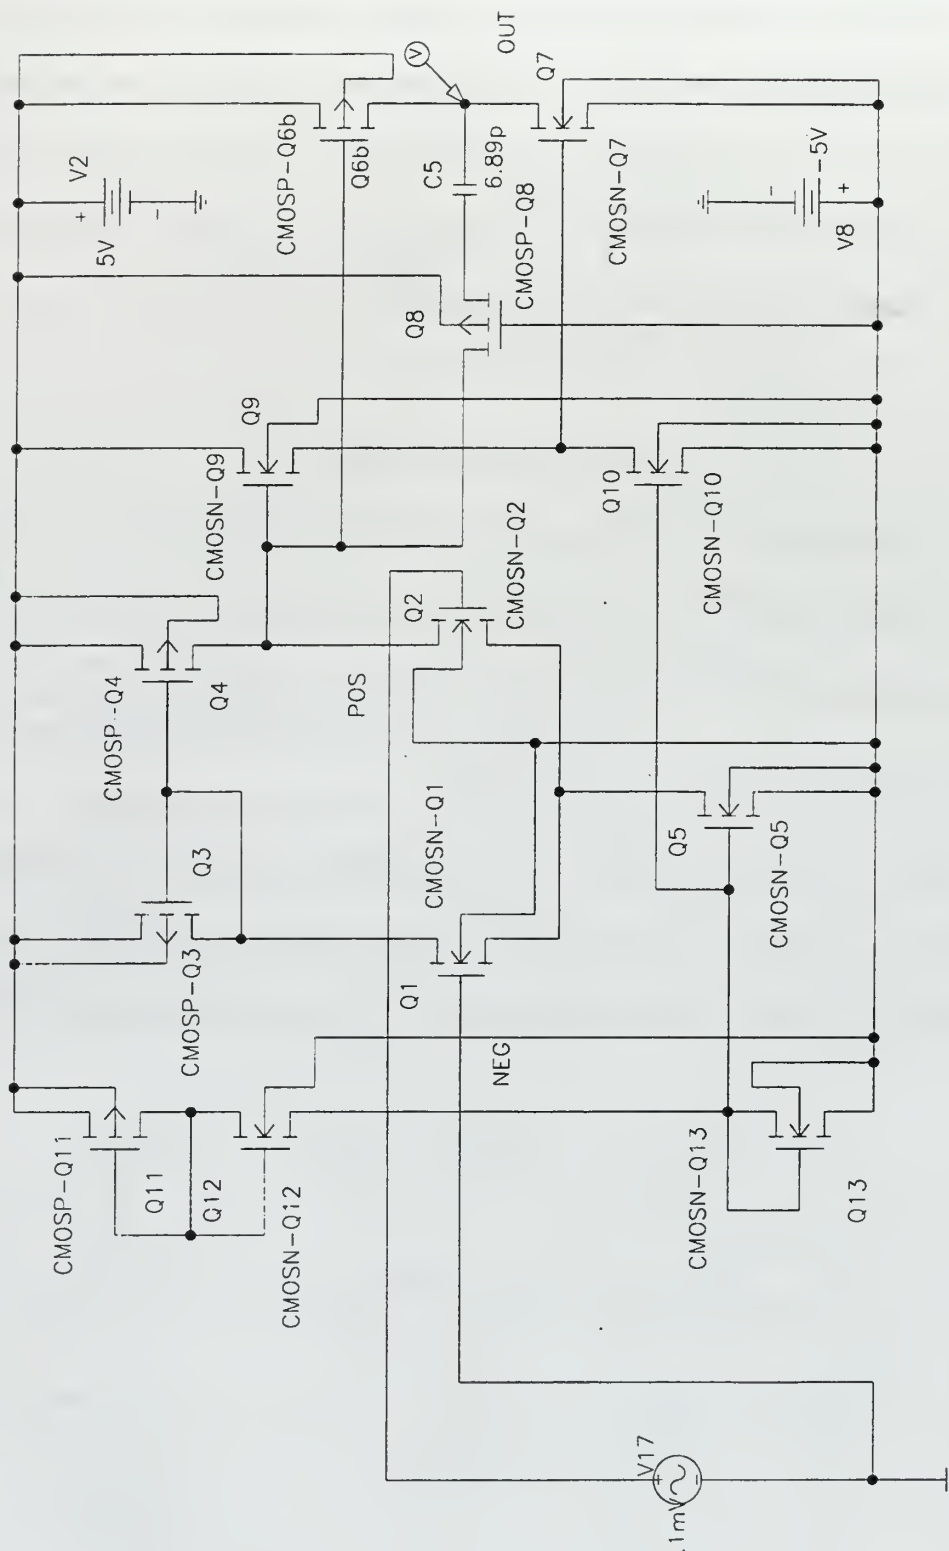 V2
+
5V
-
CMOSP-Q6b
Q6b
V
OUT
C5
6.89p
Q7
CMOSN-Q7
CMOSP-Q8
Q8
-
-5V
+
V8
Q9
CMOSN-Q9
Q10
CMOSN-Q10
CMOSP-Q4
Q4
POS
Q2
CMOSN-Q2
Q3
CMOSP-Q3
CMOSN-Q1
Q1
NEG
Q5
CMOSN-Q5
CMOSP-Q11
Q11
Q12
CMOSN-Q12
CMOSN-Q13
Q13
V17
+
-
.1mV